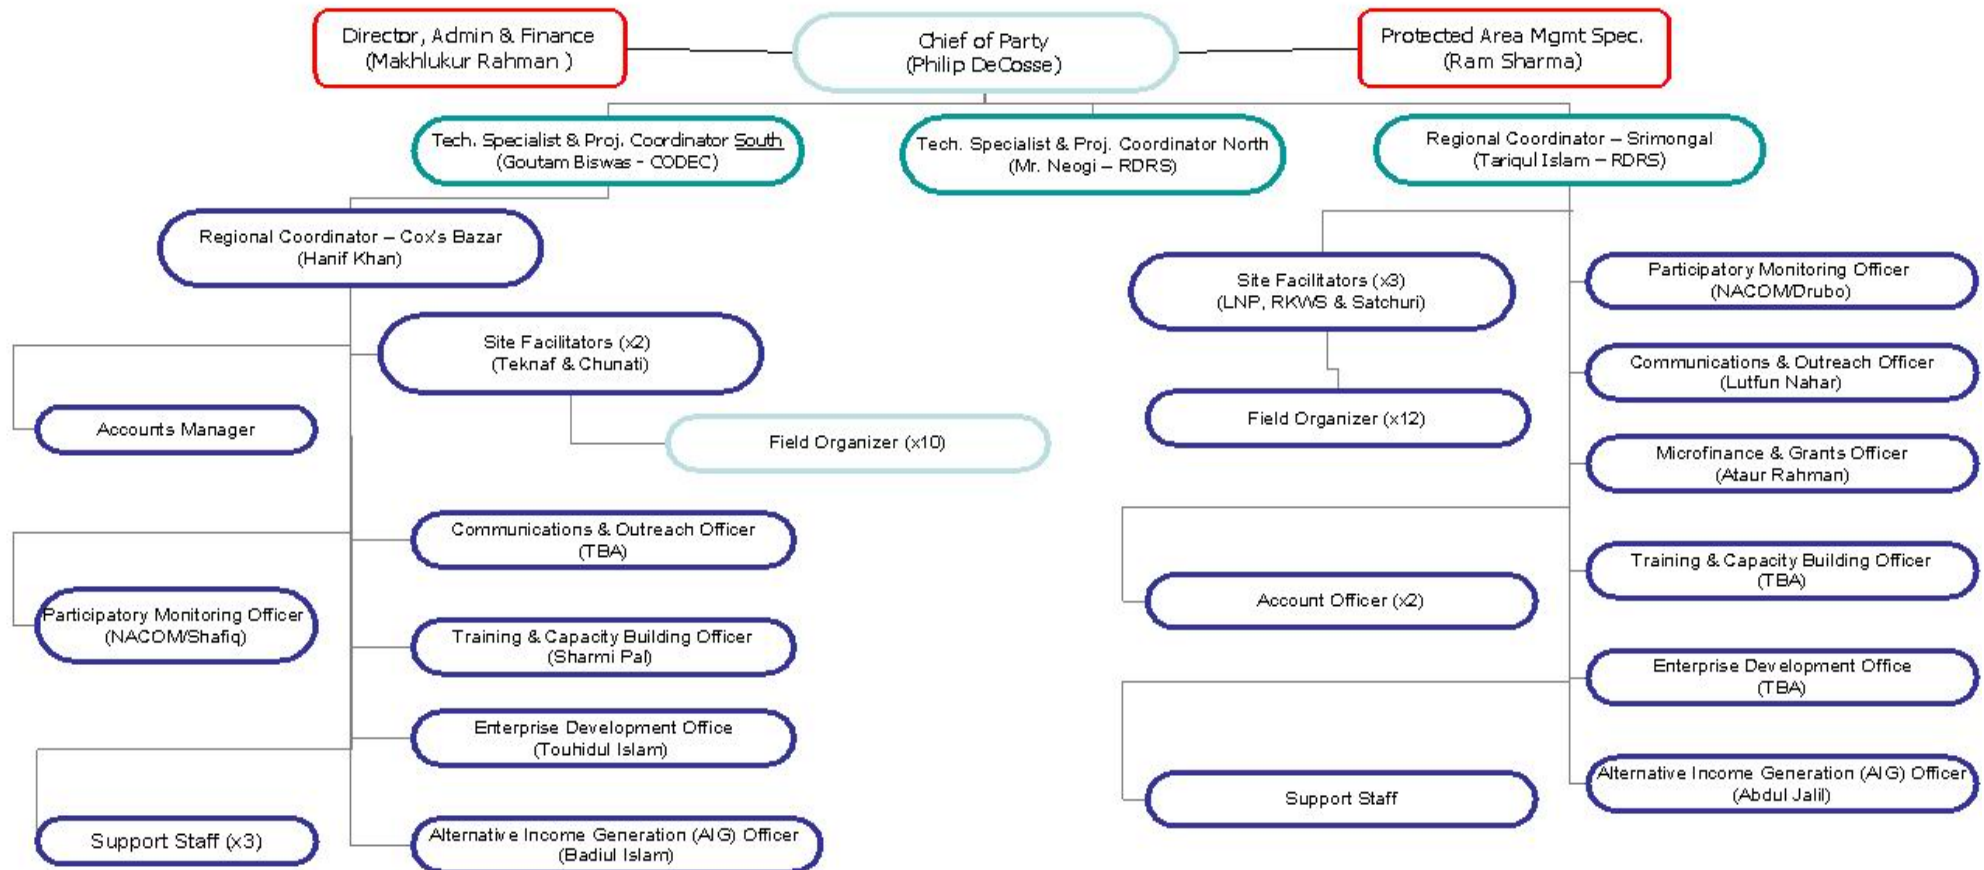 Director, Admin & Finance
(Makhlukur Rahman )
Chief of Party
(Philip DeCosse)
Protected Area Mgmt Spec.
(Ram Sharma)
Tech. Specialist & Proj. Coordinator South
(Goutam Biswas - CODEC)
Tech. Specialist & Proj. Coordinator North
(Mr. Neogi – RDRS)
Regional Coordinator – Srimongal
(Tariqul Islam – RDRS)
Regional Coordinator – Cox's Bazar
(Hanif Khan)
Site Facilitators (x2)
(Teknaf & Chunati)
Accounts Manager
Field Organizer (x10)
Communications & Outreach Officer
(TBA)
Participatory Monitoring Officer
(NACOM/Shafiq)
Training & Capacity Building Officer
(Sharmi Pal)
Enterprise Development Office
(Touhidul Islam)
Support Staff (x3)
Alternative Income Generation (AIG) Officer
(Badiul Islam)
Site Facilitators (x3)
(LNP, RKWS & Satchuri)
Field Organizer (x12)
Account Officer (x2)
Support Staff
Participatory Monitoring Officer
(NACOM/Drubo)
Communications & Outreach Officer
(Lutfun Nahar)
Microfinance & Grants Officer
(Ataur Rahman)
Training & Capacity Building Officer
(TBA)
Enterprise Development Office
(TBA)
Alternative Income Generation (AIG) Officer
(Abdul Jalil)